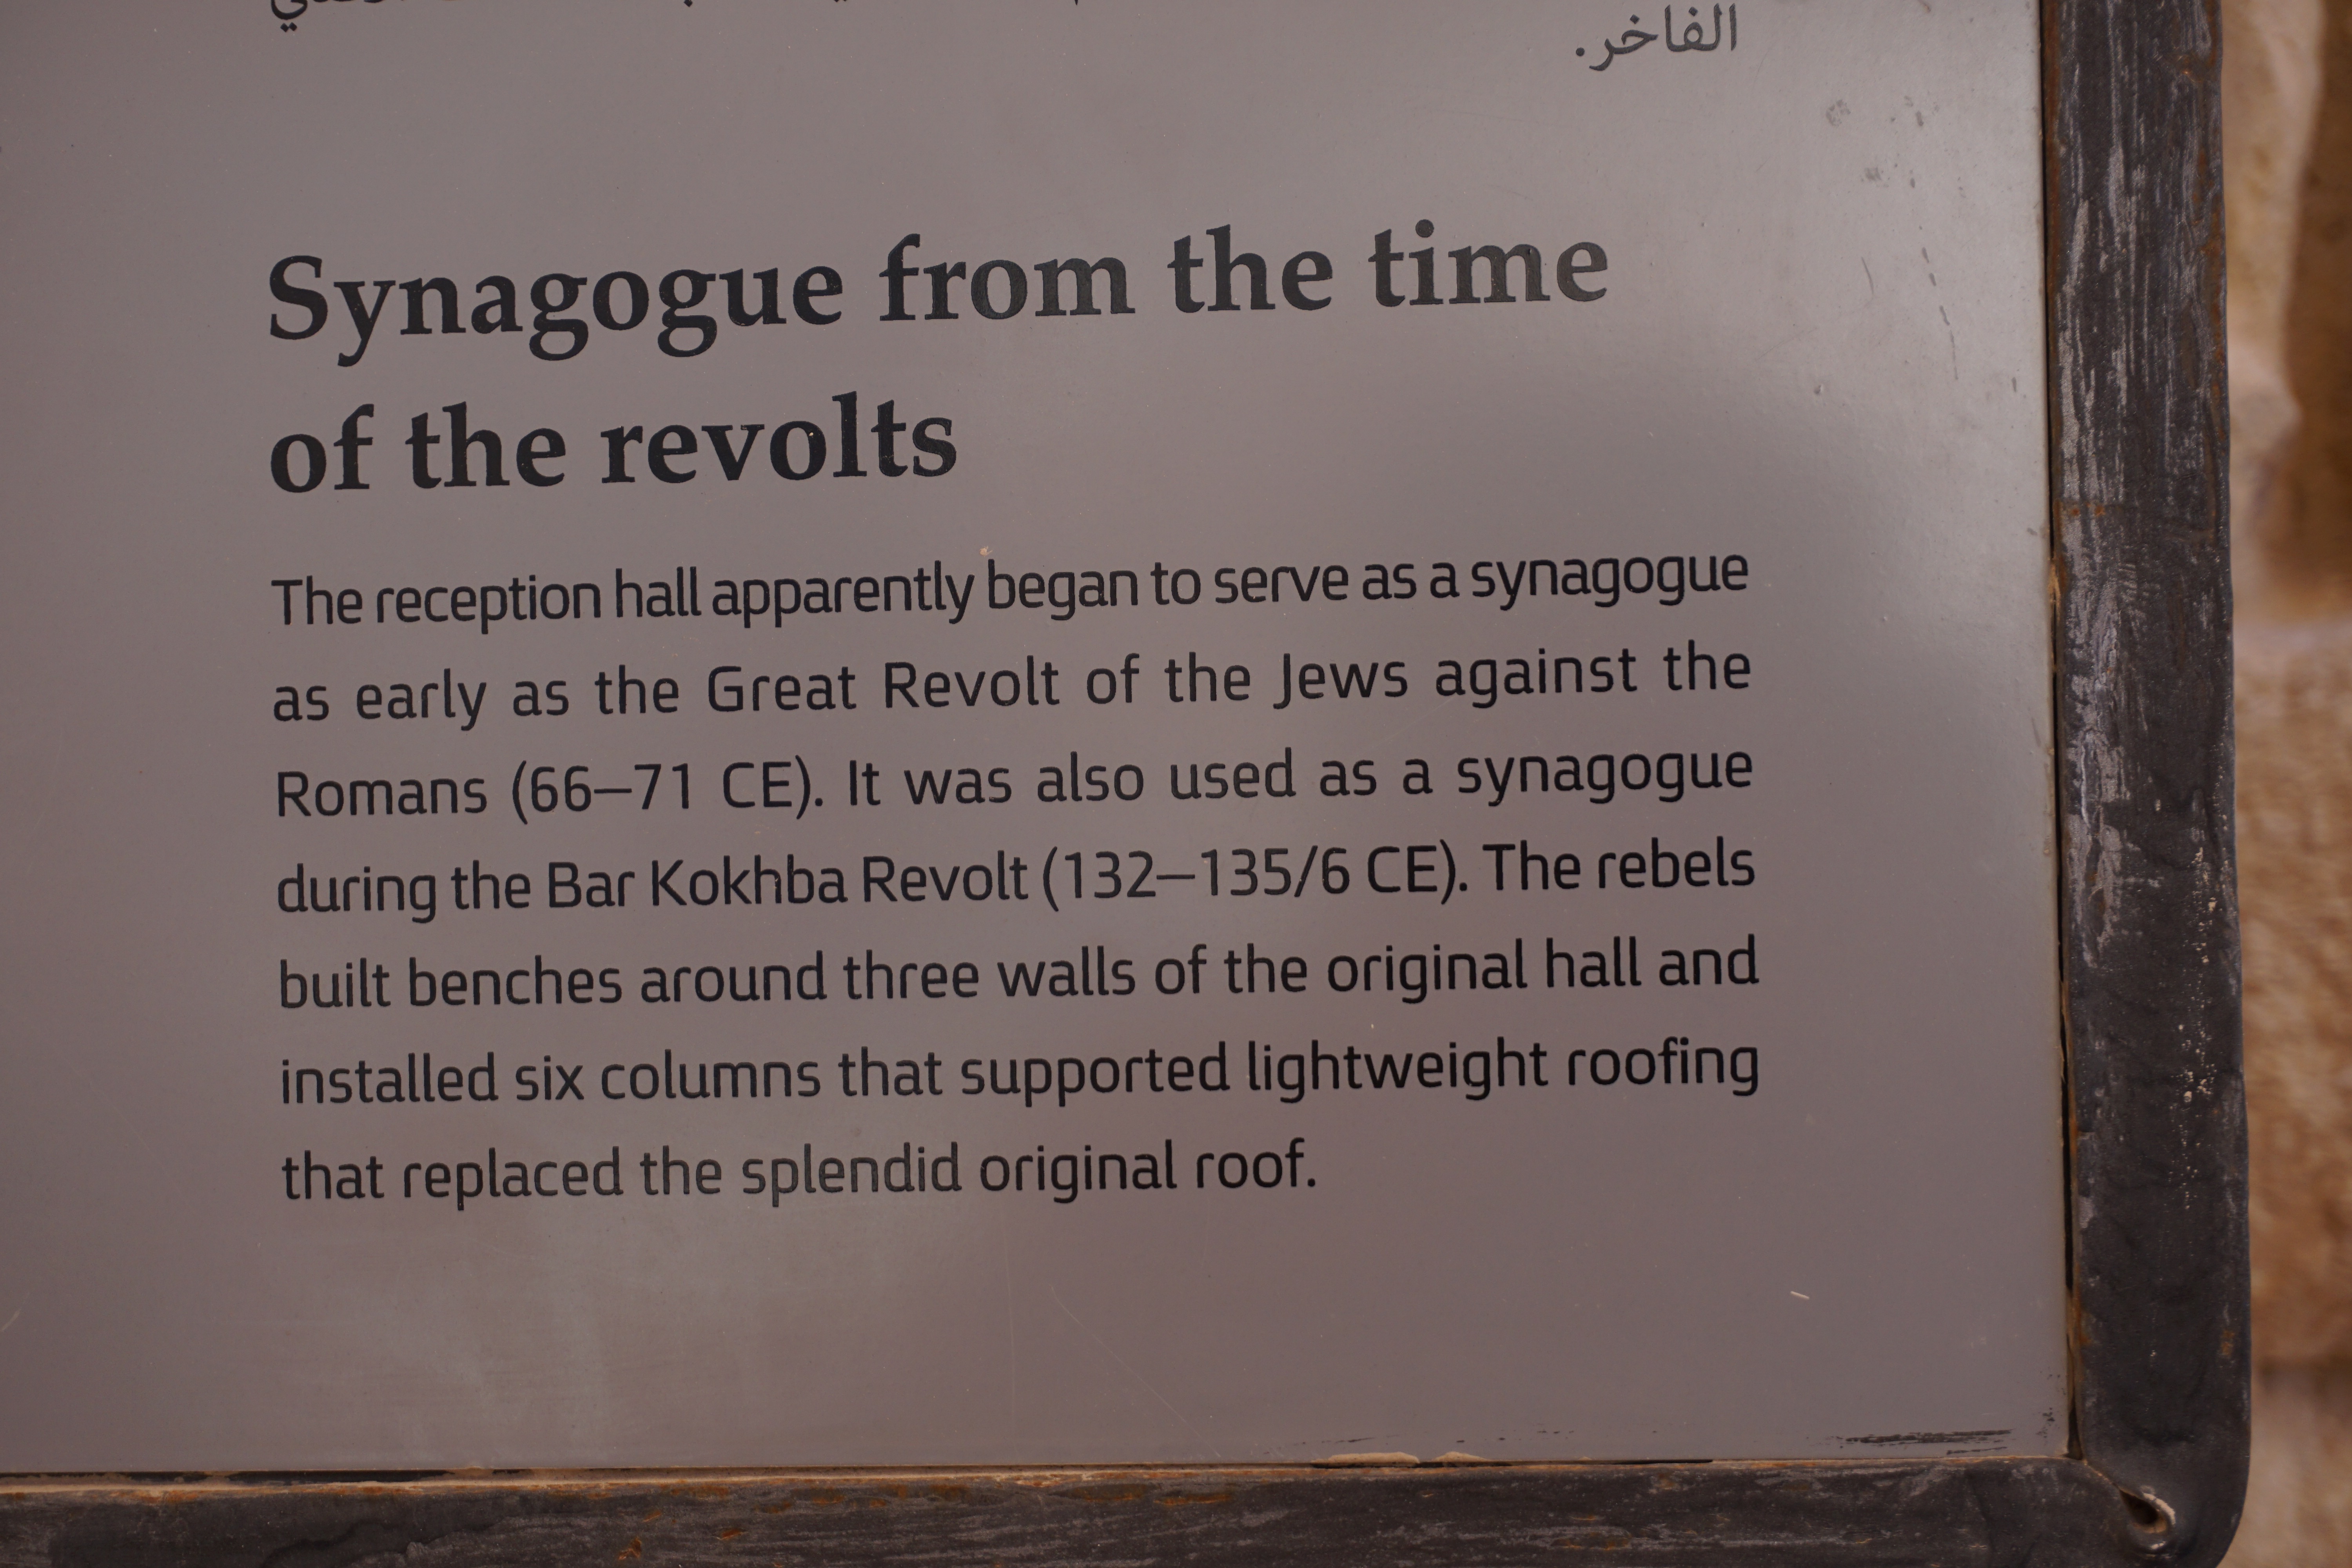 الفاخر.
Synagogue from the time
of the revolts
The reception hall apparently began to serve as a synagogue
as early as the Great Revolt of the Jews against the
Romans (66–71 CE). It was also used as a synagogue
during the Bar Kokhba Revolt (132–135/6 CE). The rebels
built benches around three walls of the original hall and
installed six columns that supported lightweight roofing
that replaced the splendid original roof.